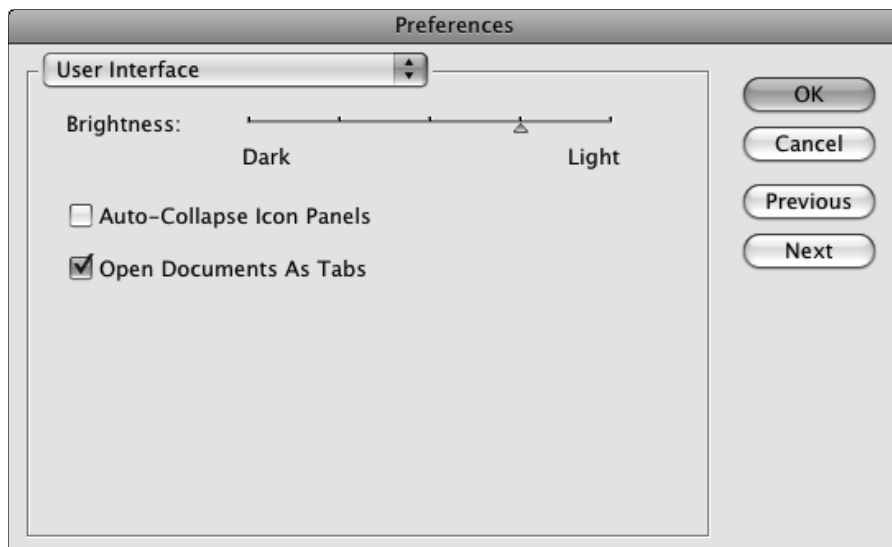 Preferences
User Interface
OK
Brightness:
Cancel
Dark Light
Previous
Auto-Collapse Icon Panels
Next
Open Documents As Tabs